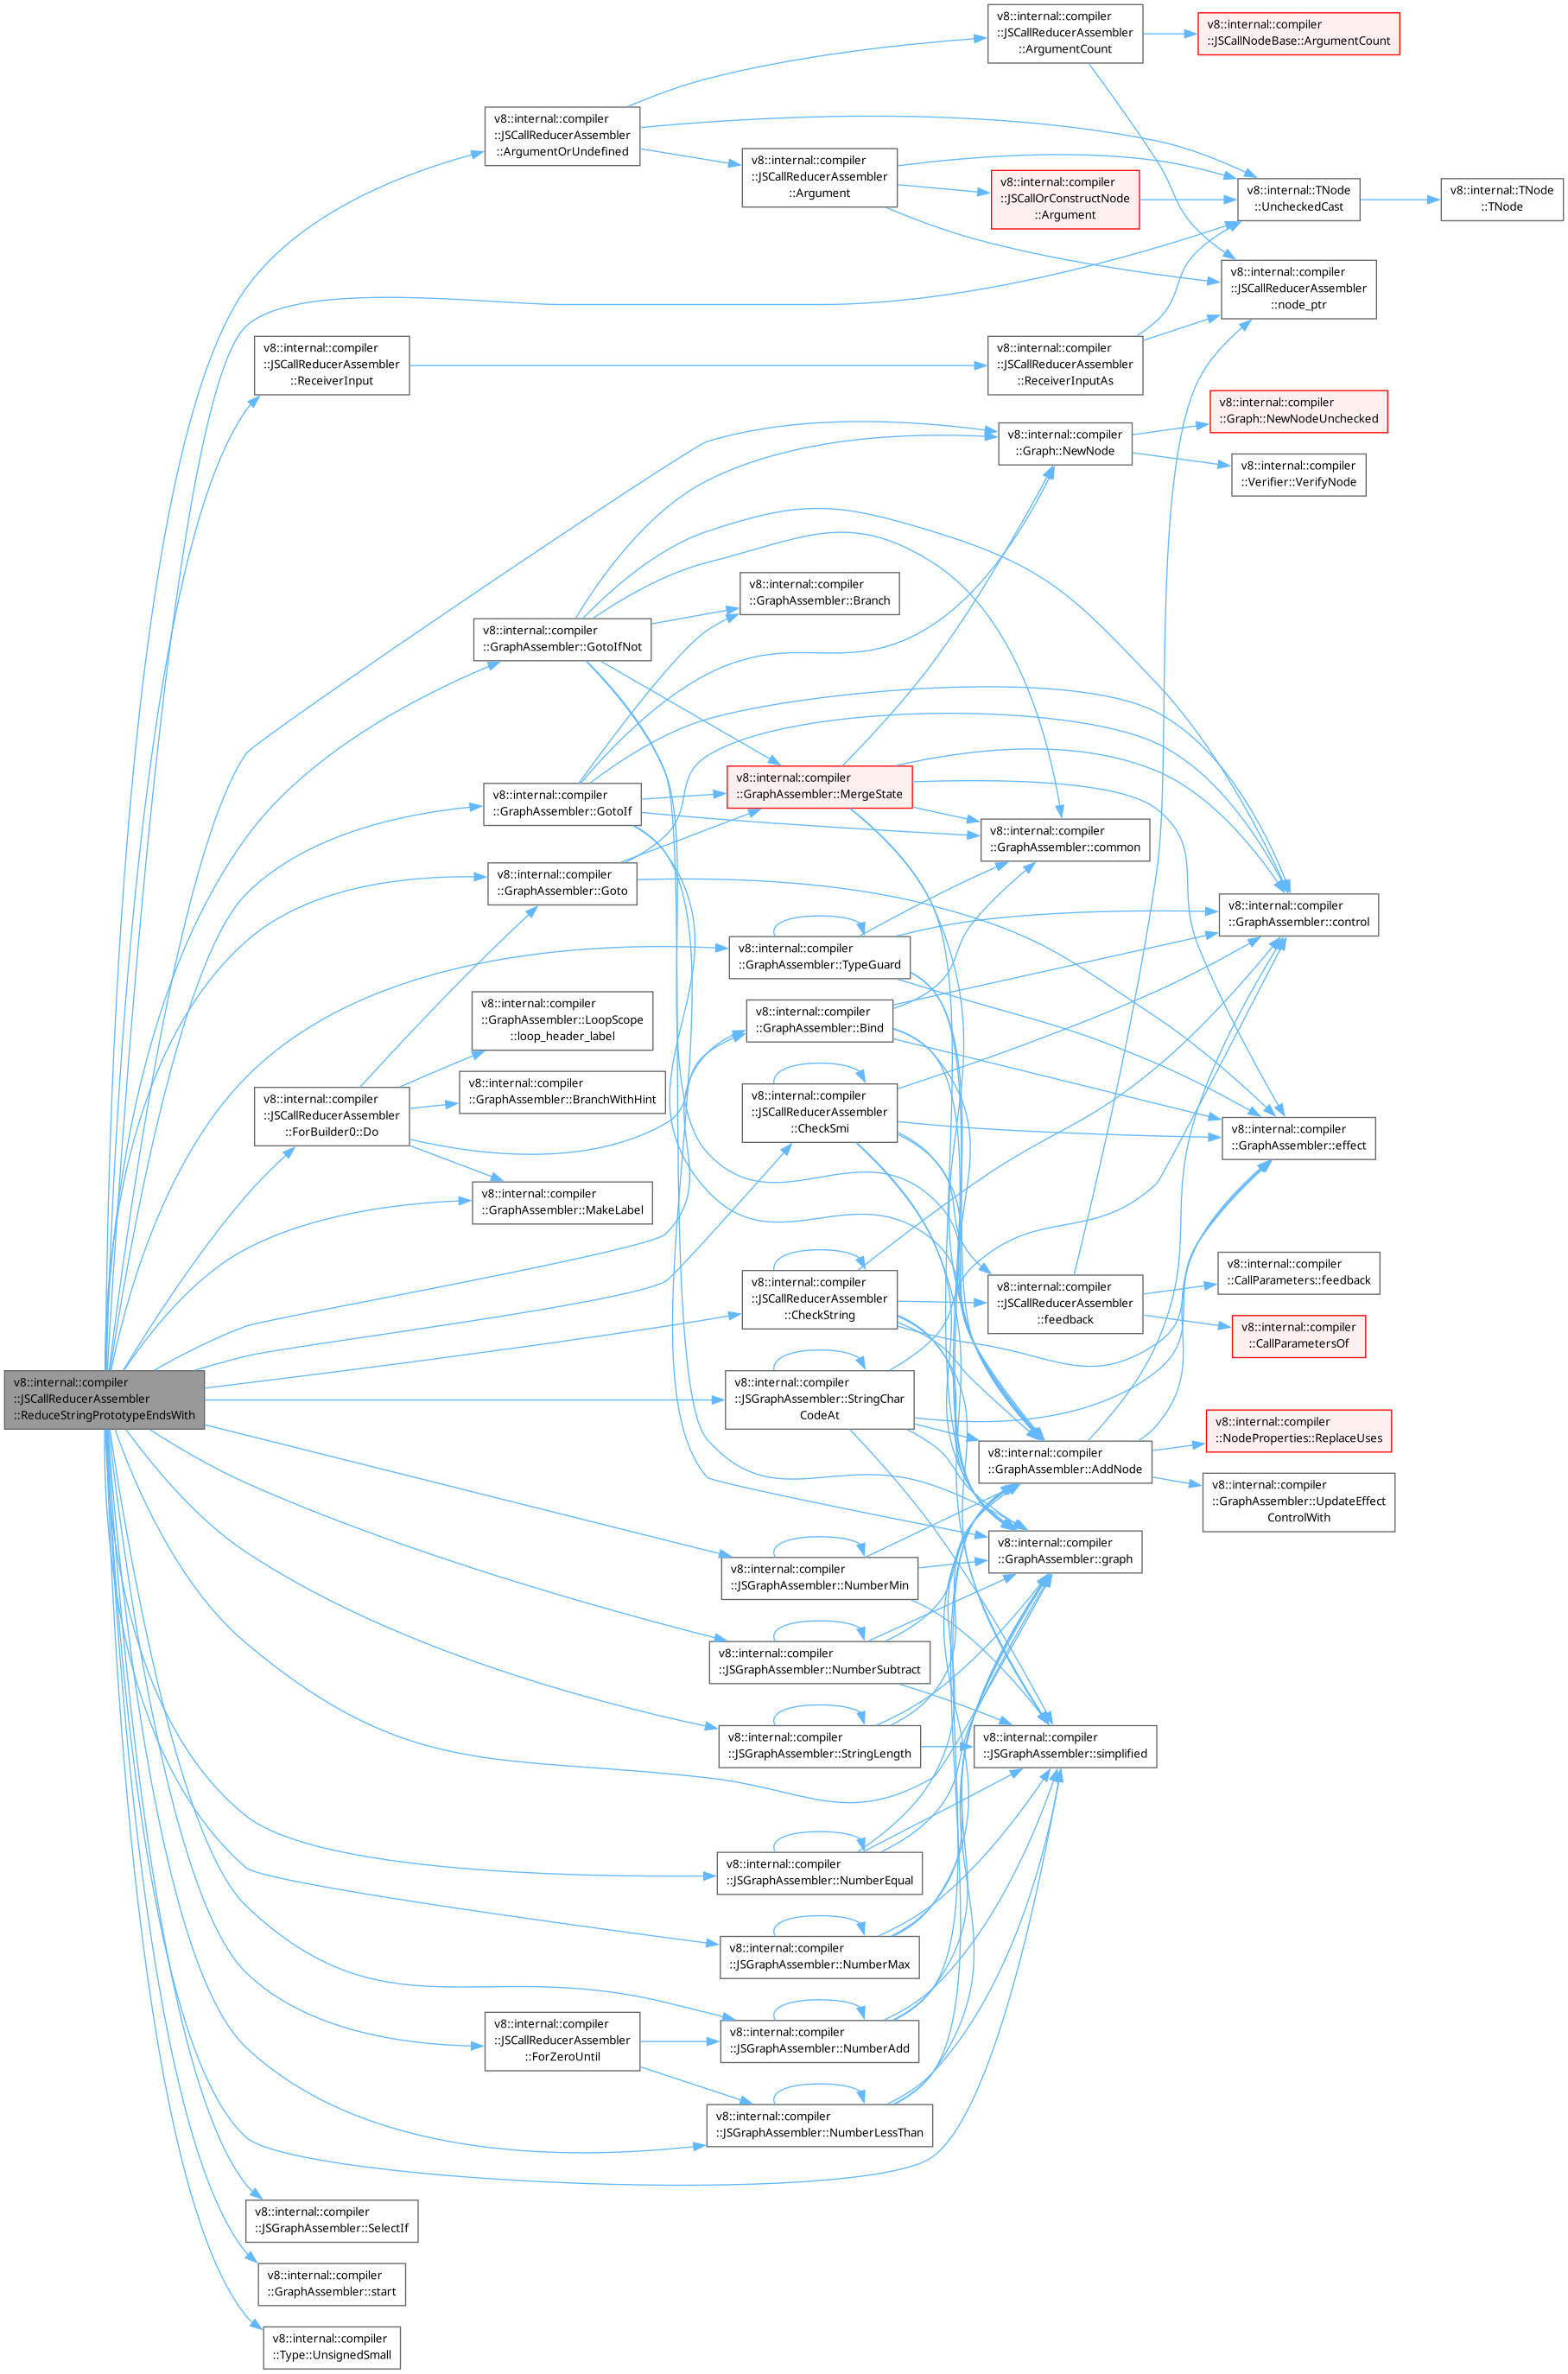 v8::internal::compiler
::JSCallReducerAssembler
::ArgumentCount
v8::internal::compiler
::JSCallNodeBase::ArgumentCount
v8::internal::compiler
::JSCallReducerAssembler
::ArgumentOrUndefined
v8::internal::compiler
::JSCallReducerAssembler
::Argument
v8::internal::compiler
::JSCallOrConstructNode
::Argument
v8::internal::TNode
::UncheckedCast
v8::internal::TNode
::TNode
v8::internal::compiler
::JSCallReducerAssembler
::node_ptr
v8::internal::compiler
::JSCallReducerAssembler
::ReceiverInput
v8::internal::compiler
::JSCallReducerAssembler
::ReceiverInputAs
v8::internal::compiler
::Graph::NewNodeUnchecked
v8::internal::compiler
::Graph::NewNode
v8::internal::compiler
::Verifier::VerifyNode
v8::internal::compiler
::GraphAssembler::Branch
v8::internal::compiler
::GraphAssembler::GotoIfNot
v8::internal::compiler
::GraphAssembler::GotoIf
v8::internal::compiler
::GraphAssembler::MergeState
v8::internal::compiler
::GraphAssembler::common
v8::internal::compiler
::GraphAssembler::Goto
v8::internal::compiler
::GraphAssembler::control
v8::internal::compiler
::GraphAssembler::TypeGuard
v8::internal::compiler
::GraphAssembler::LoopScope
::loop_header_label
v8::internal::compiler
::GraphAssembler::Bind
v8::internal::compiler
::JSCallReducerAssembler
::ForBuilder0::Do
v8::internal::compiler
::GraphAssembler::BranchWithHint
v8::internal::compiler
::JSCallReducerAssembler
::CheckSmi
v8::internal::compiler
::GraphAssembler::effect
v8::internal::compiler
::GraphAssembler::MakeLabel
v8::internal::compiler
::JSCallReducerAssembler
::CheckString
v8::internal::compiler
::JSCallReducerAssembler
::feedback
v8::internal::compiler
::CallParameters::feedback
v8::internal::compiler
::CallParametersOf
v8::internal::compiler
::JSCallReducerAssembler
::ReduceStringPrototypeEndsWith
v8::internal::compiler
::JSGraphAssembler::StringChar
CodeAt
v8::internal::compiler
::NodeProperties::ReplaceUses
v8::internal::compiler
::GraphAssembler::AddNode
v8::internal::compiler
::GraphAssembler::UpdateEffect
ControlWith
v8::internal::compiler
::GraphAssembler::graph
v8::internal::compiler
::JSGraphAssembler::NumberMin
v8::internal::compiler
::JSGraphAssembler::NumberSubtract
v8::internal::compiler
::JSGraphAssembler::StringLength
v8::internal::compiler
::JSGraphAssembler::simplified
v8::internal::compiler
::JSGraphAssembler::NumberEqual
v8::internal::compiler
::JSGraphAssembler::NumberMax
v8::internal::compiler
::JSCallReducerAssembler
::ForZeroUntil
v8::internal::compiler
::JSGraphAssembler::NumberAdd
v8::internal::compiler
::JSGraphAssembler::NumberLessThan
v8::internal::compiler
::JSGraphAssembler::SelectIf
v8::internal::compiler
::GraphAssembler::start
v8::internal::compiler
::Type::UnsignedSmall